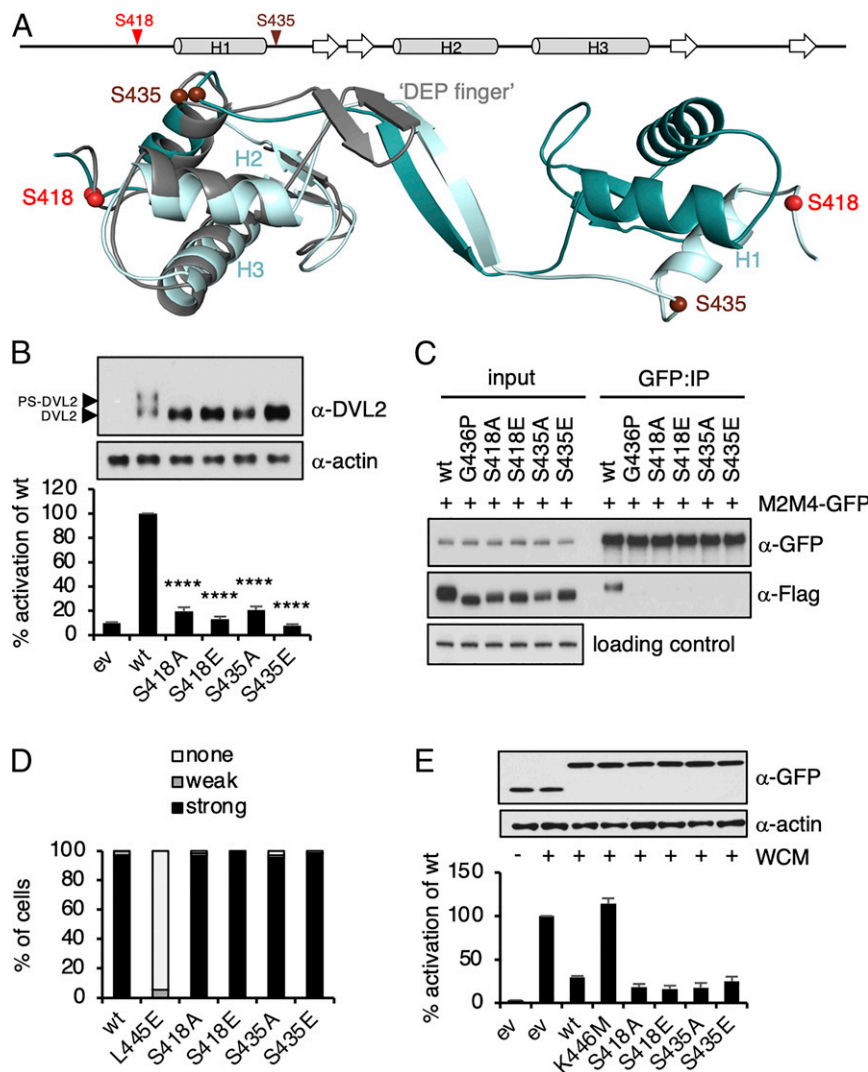 A
S418
S435
H1
H2
H3
S435
'DEP finger'
H2
S418
H3
S418
H1
S435
B
PS-DVL2
DVL2
α-DVL2
α-actin
% activation of wt
120
100
80
60
40
20
0
**** **** **** ****
ev wt S418A S418E S435A S435E
C
input GFP:IP
wt G436P S418A S418E S435A S435E wt G436P S418A S418E S435A S435E
+ + + + + + + + + + + + M2M4-GFP
α-GFP
α-Flag
loading control
D
none
weak
strong
% of cells
100
80
60
40
20
0
wt L445E S418A S418E S435A S435E
E
α-GFP
α-actin
- + + + + + + + WCM
% activation of wt
150
100
50
0
ev ev wt K446M S418A S418E S435A S435E